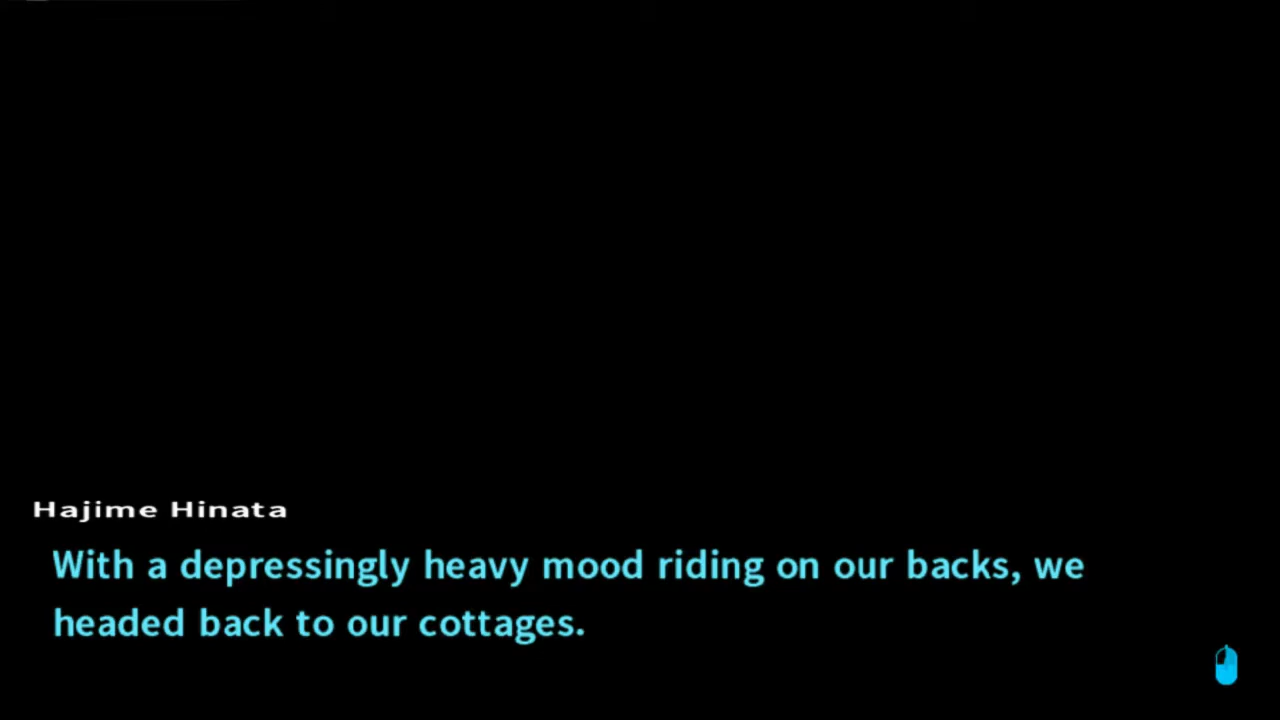 Hajime Hinata
With a depressingly heavy mood riding on our backs, we
headed back to our cottages.